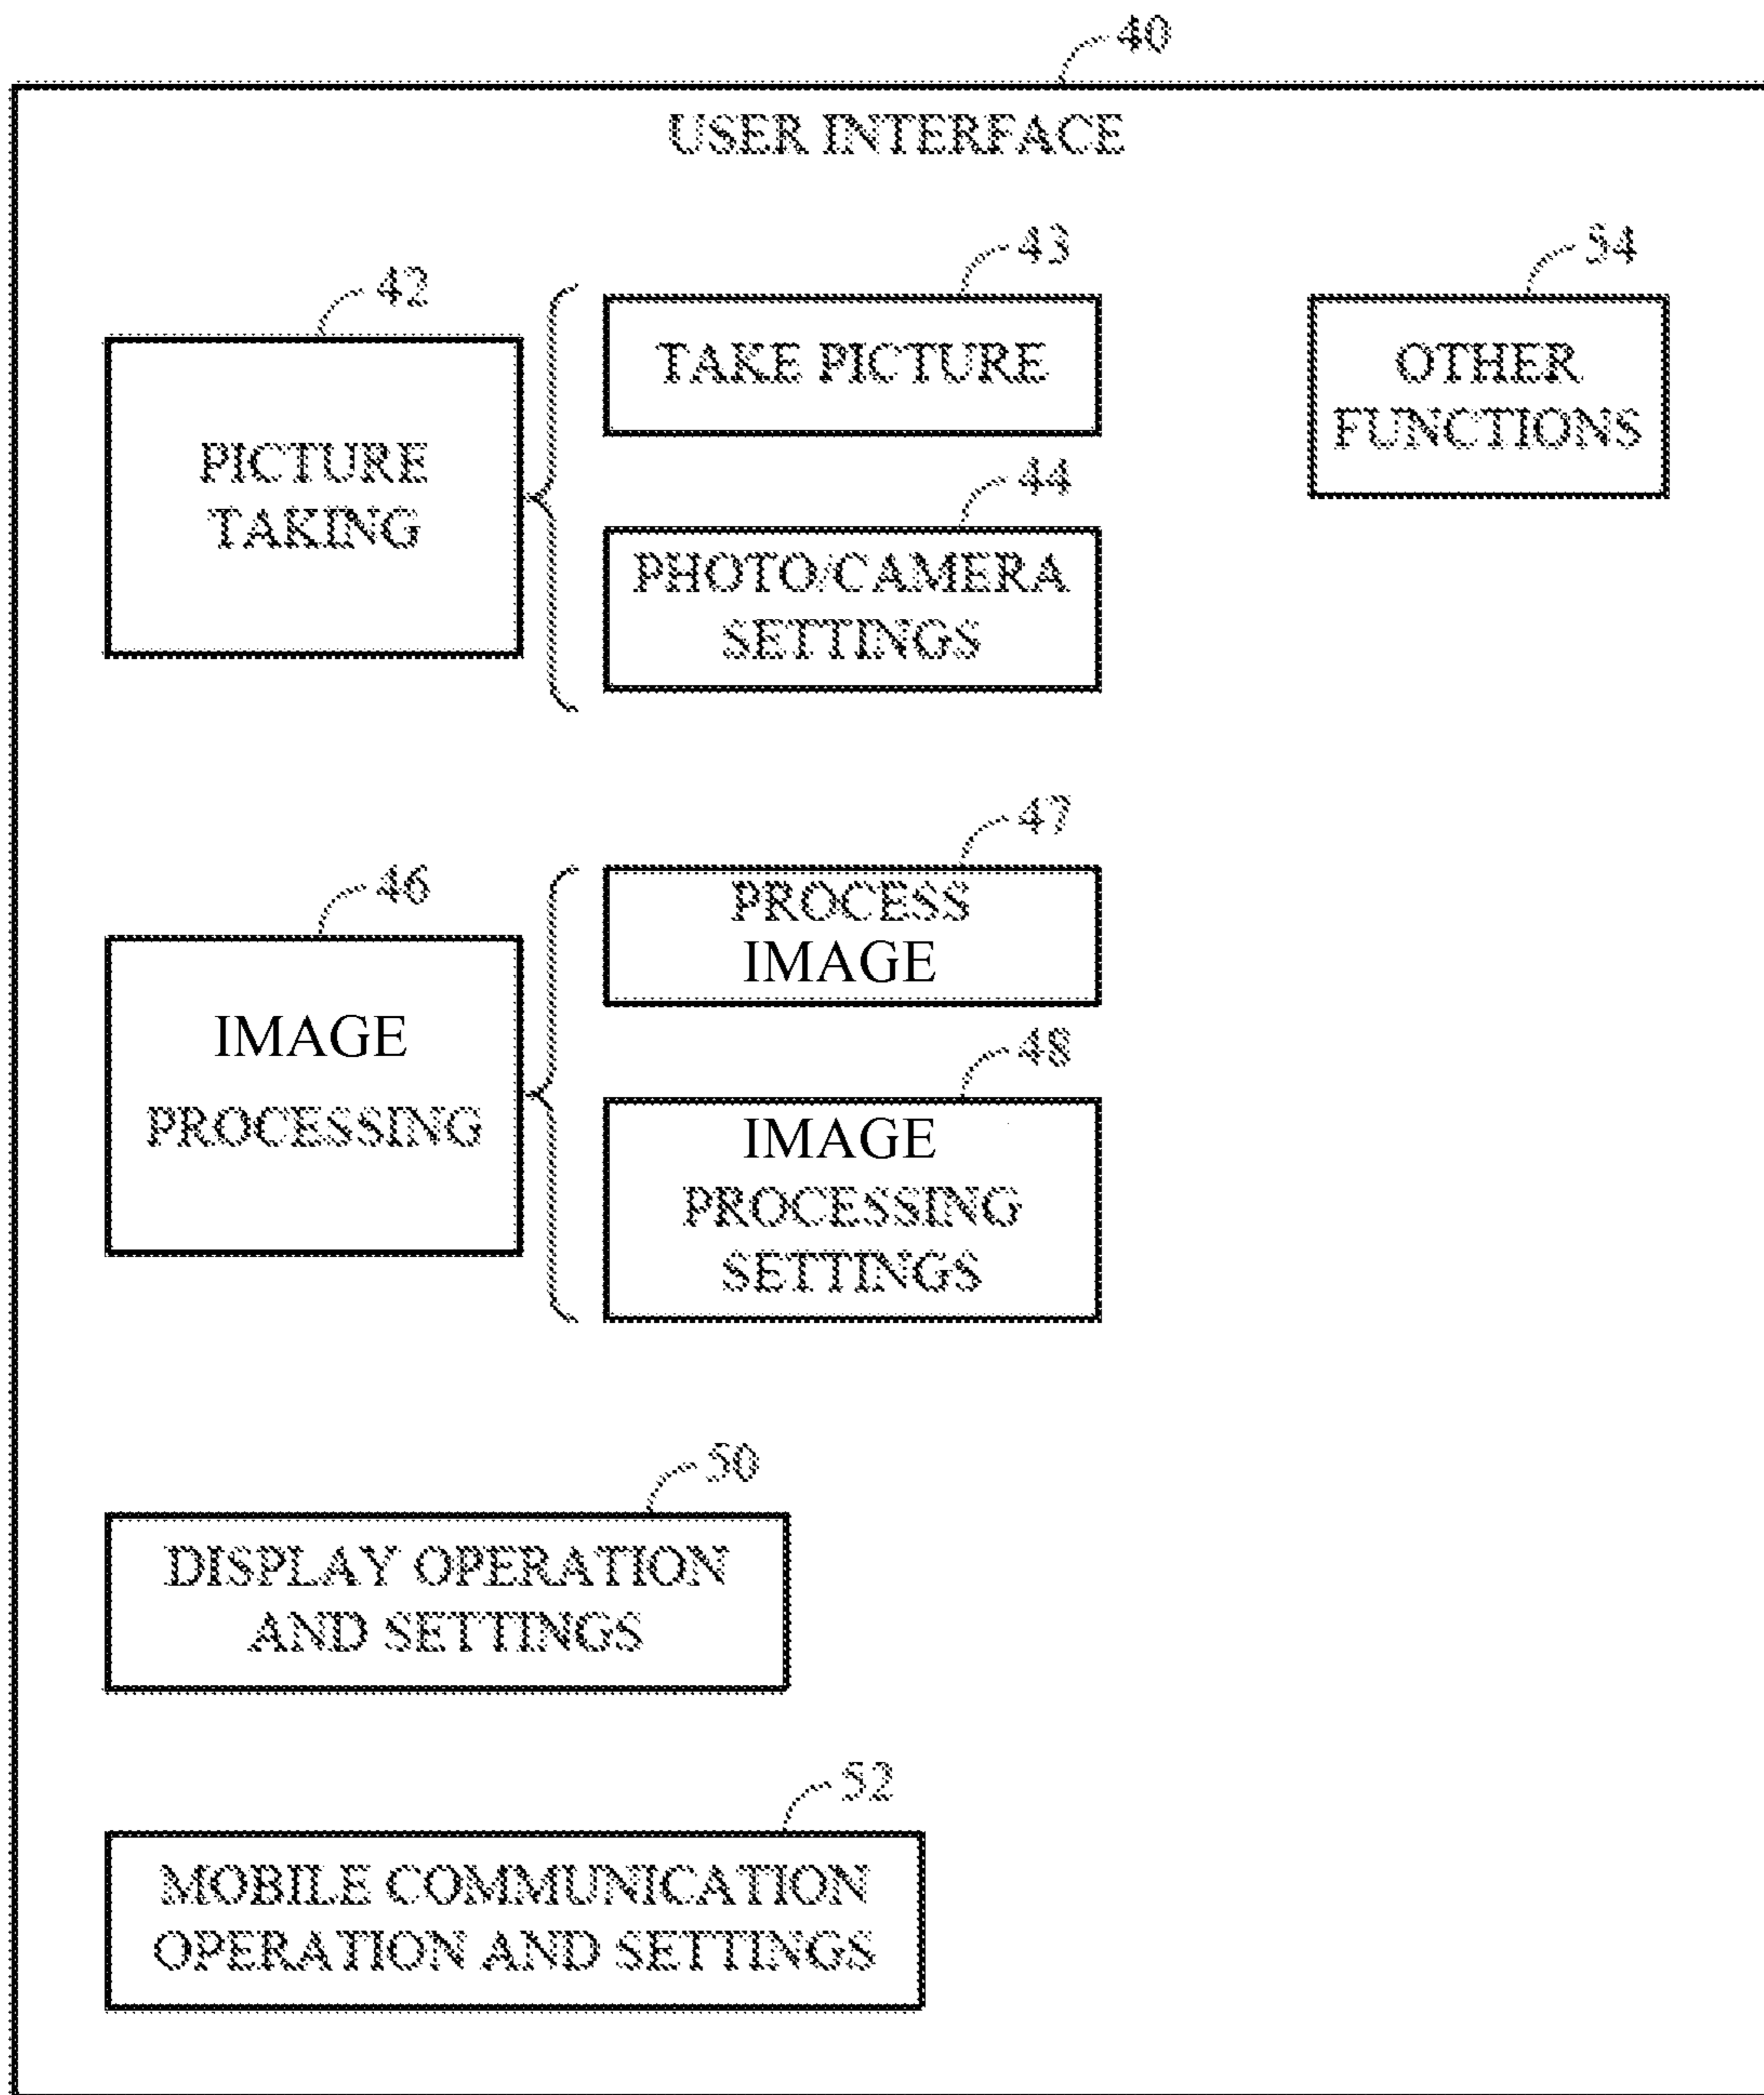 40
USER INTERFACE
42
PICTURE
TAKING
43
TAKE PICTURE
44
PHOTO/CAMERA
SETTINGS
54
OTHER
FUNCTIONS
46
IMAGE
PROCESSING
47
PROCESS
IMAGE
48
IMAGE
PROCESSING
SETTINGS
50
DISPLAY OPERATION
AND SETTINGS
52
MOBILE COMMUNICATION
OPERATION AND SETTINGS